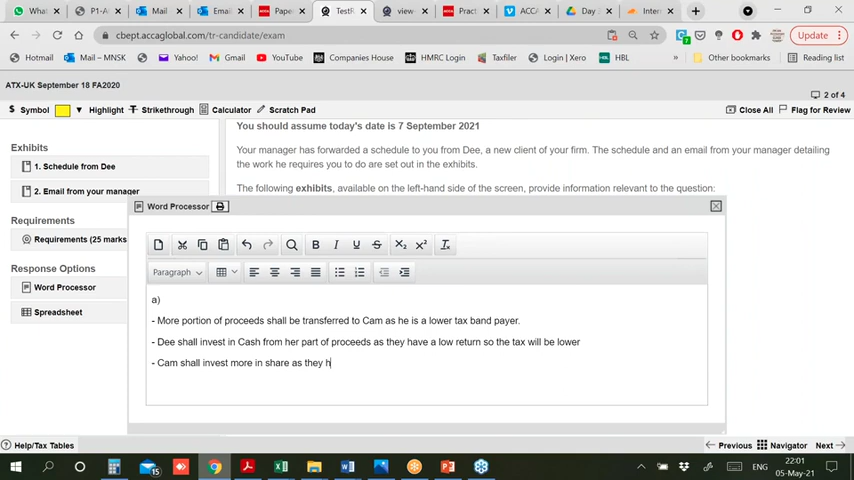 What:
P1-A
Mail
Email
Paper
TestR
view-
Pract
ACCA
Day 3
Inter
cbept.accaglobal.com/tr-candidate/exam
7
Update
Hotmail
Mail – MNSK
Yahoo!
Gmail
YouTube
Companies House
HMRC Login
Taxfiler
Login | Xero
HBL
Other bookmarks
Reading list
ATX-UK September 18 FA2020
2 of 4
$ Symbol
Highlight
Strikethrough
Calculator
Scratch Pad
Close All
Flag for Review
You should assume today's date is 7 September 2021
Exhibits
Your manager has forwarded a schedule to you from Dee, a new client of your firm. The schedule and an email from your manager detailing
1. Schedule from Dee
the work he requires you to do are set out in the exhibits.
2. Email from your manager
The following exhibits, available on the left-hand side of the screen, provide information relevant to the question:
Word Processor
Requirements
Requirements (25 marks
B I U S X₂ X² Tx
Response Options
Paragraph
Word Processor
a)
Spreadsheet
- More portion of proceeds shall be transferred to Cam as he is a lower tax band payer.
- Dee shall invest in Cash from her part of proceeds as they have a low return so the tax will be lower
- Cam shall invest more in share as they h
Help/Tax Tables
Previous
Navigator
Next
15
ENG
22:01
05-May-21